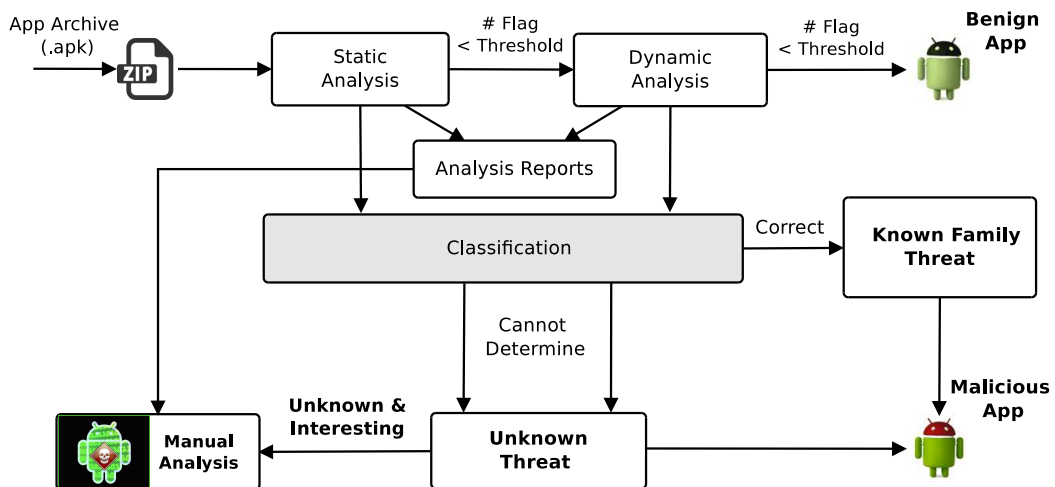 App Archive
(.apk)
ZIP
Static
Analysis
# Flag
< Threshold
Dynamic
Analysis
# Flag
< Threshold
Benign
App
Analysis Reports
Classification
Correct
Known Family
Threat
Cannot
Determine
Malicious
App
Unknown &
Interesting
Manual
Analysis
Unknown
Threat